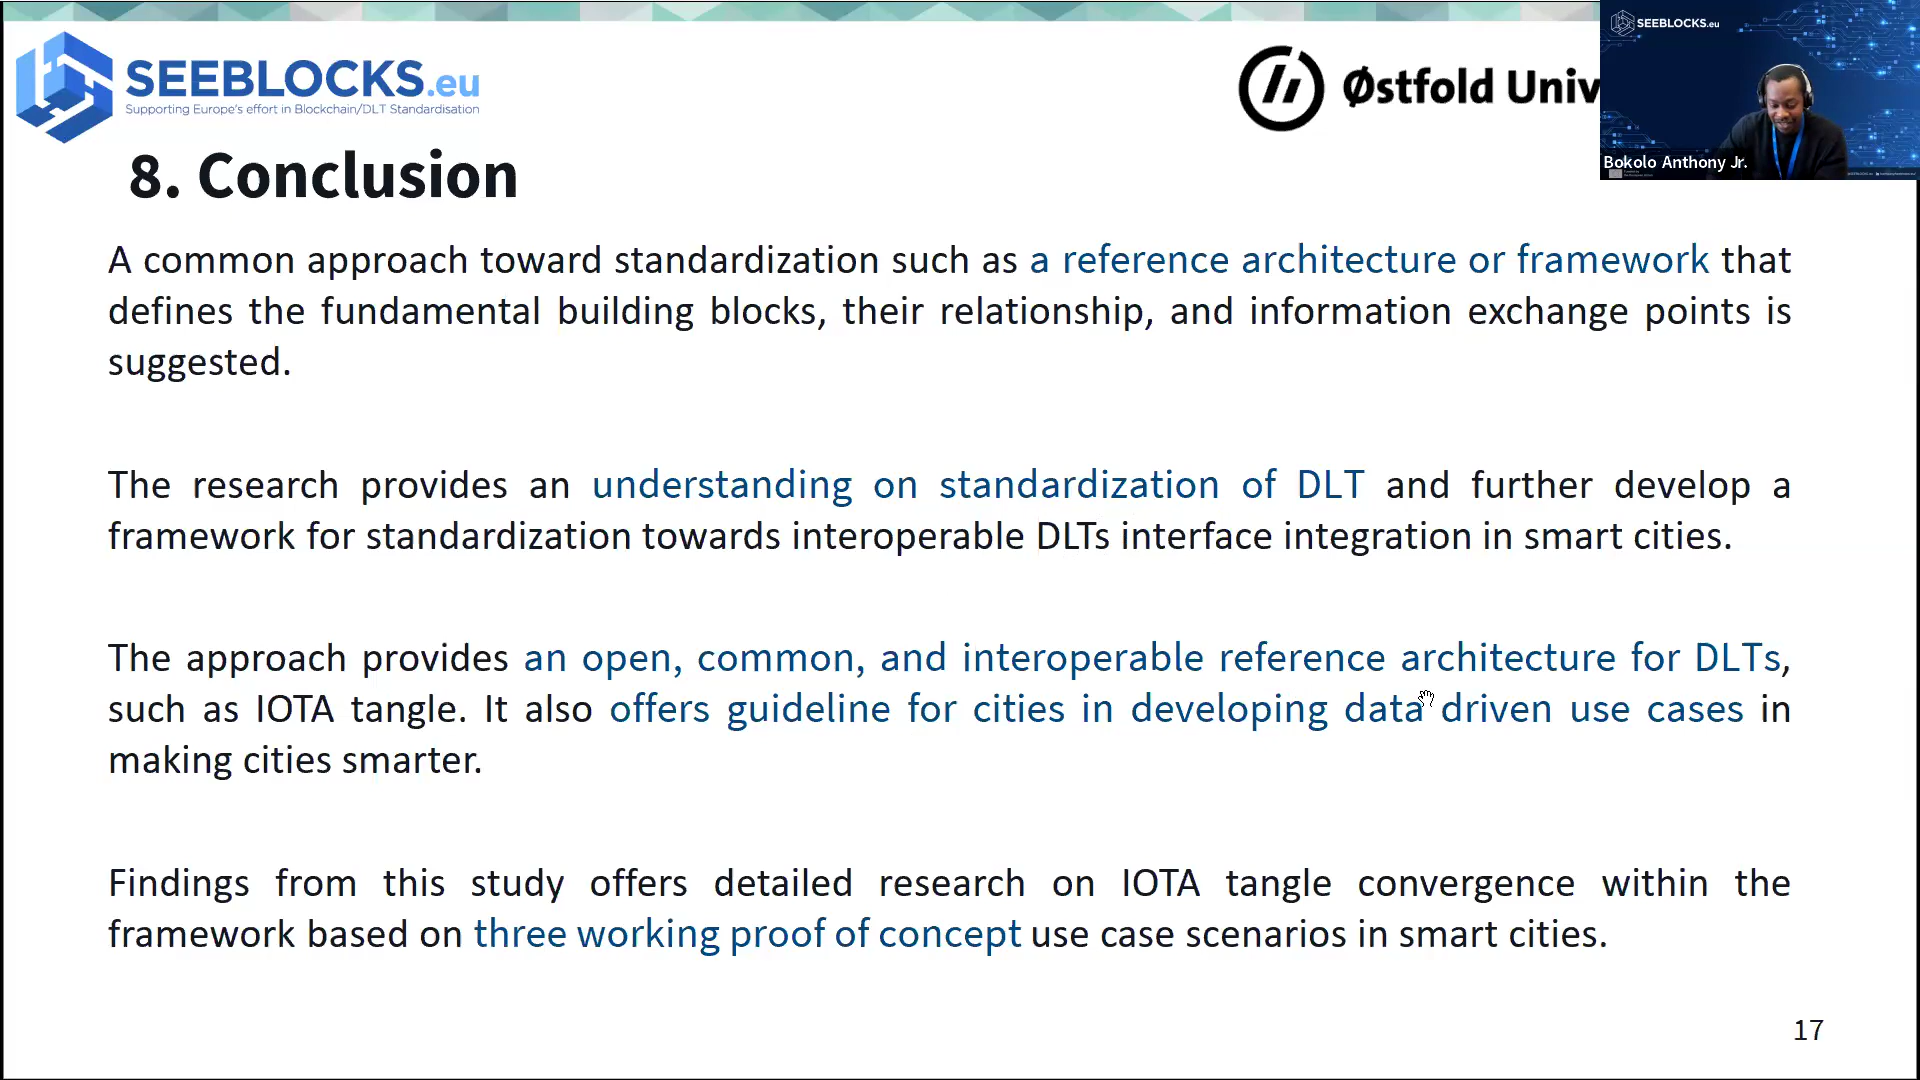 SEEBLOCKS.eu
Supporting Europe's effort in Blockchain/DLT Standardisation
Østfold Univ
SEEBLOCKS.eu
Bokolo Anthony Jr.
8. Conclusion
A common approach toward standardization such as a reference architecture or framework that
defines the fundamental building blocks, their relationship, and information exchange points is
suggested.
The research provides an understanding on standardization of DLT and further develop a
framework for standardization towards interoperable DLTs interface integration in smart cities.
The approach provides an open, common, and interoperable reference architecture for DLTs,
such as IOTA tangle. It also offers guideline for cities in developing data driven use cases in
making cities smarter.
Findings from this study offers detailed research on IOTA tangle convergence within the
framework based on three working proof of concept use case scenarios in smart cities.
17